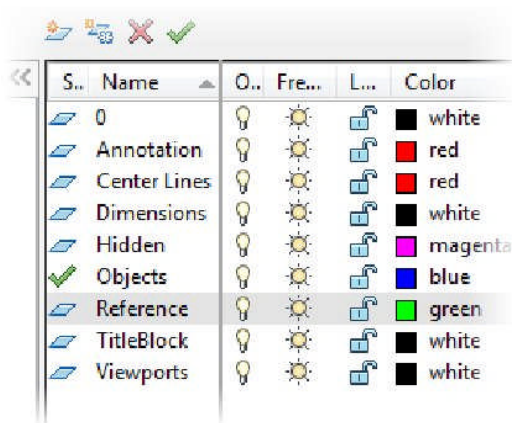 S.. Name O.. Fre... L... Color
0 white
Annotation red
Center Lines red
Dimensions white
Hidden magenta
Objects blue
Reference green
TitleBlock white
Viewports white